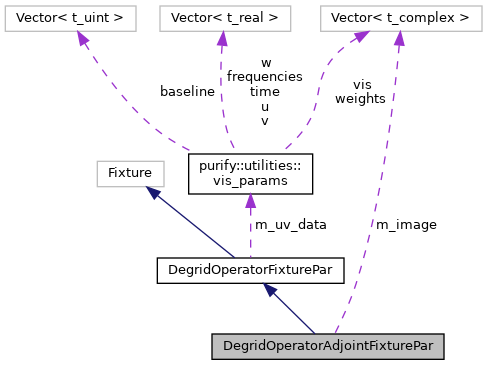 Vector< t_uint >
Vector< t_real >
Vector< t_complex >
baseline
w
frequencies
time
u
v
vis
weights
purify::utilities::
vis_params
Fixture
m_uv_data
m_image
DegridOperatorFixturePar
DegridOperatorAdjointFixturePar